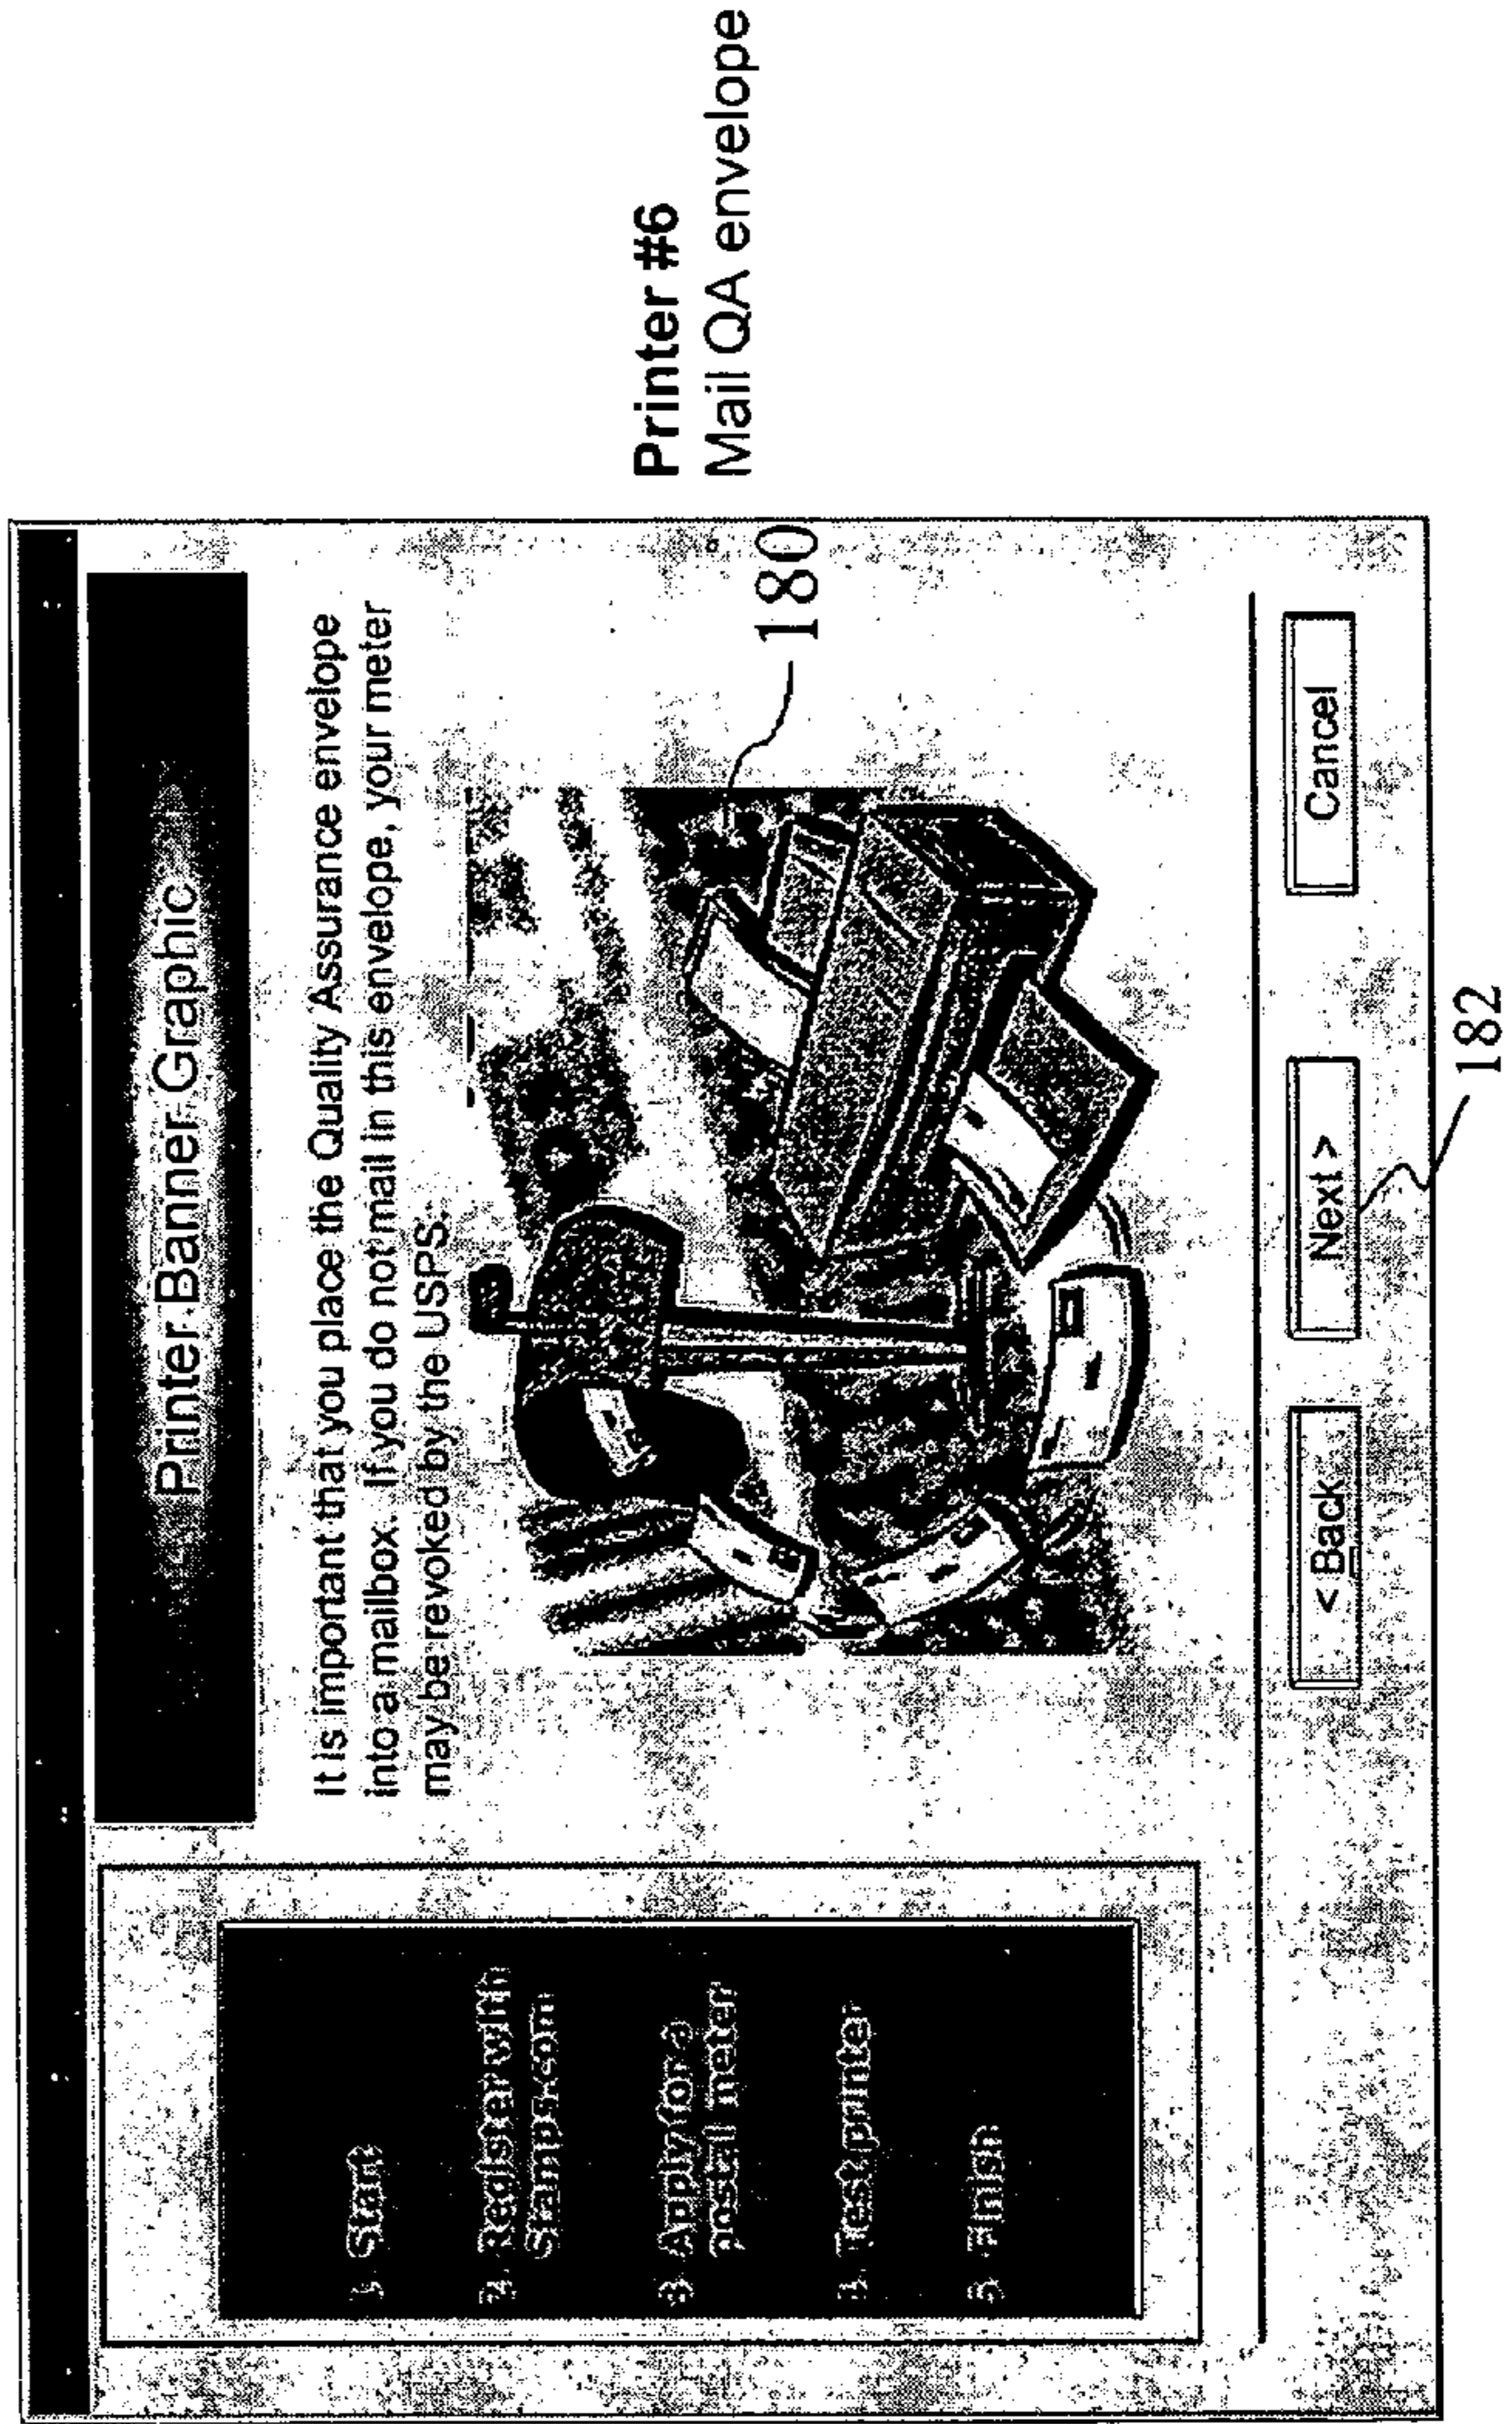 Printer Banner Graphic
1. Start
2. Register with
Stamps.com
3. Apply for a
postal meter
4. Test printer
5. Finish
It is important that you place the Quality Assurance envelope
into a mailbox. If you do not mail in this envelope, your meter
may be revoked by the USPS.
180
< Back
Next >
Cancel
182
Printer #6
Mail QA envelope